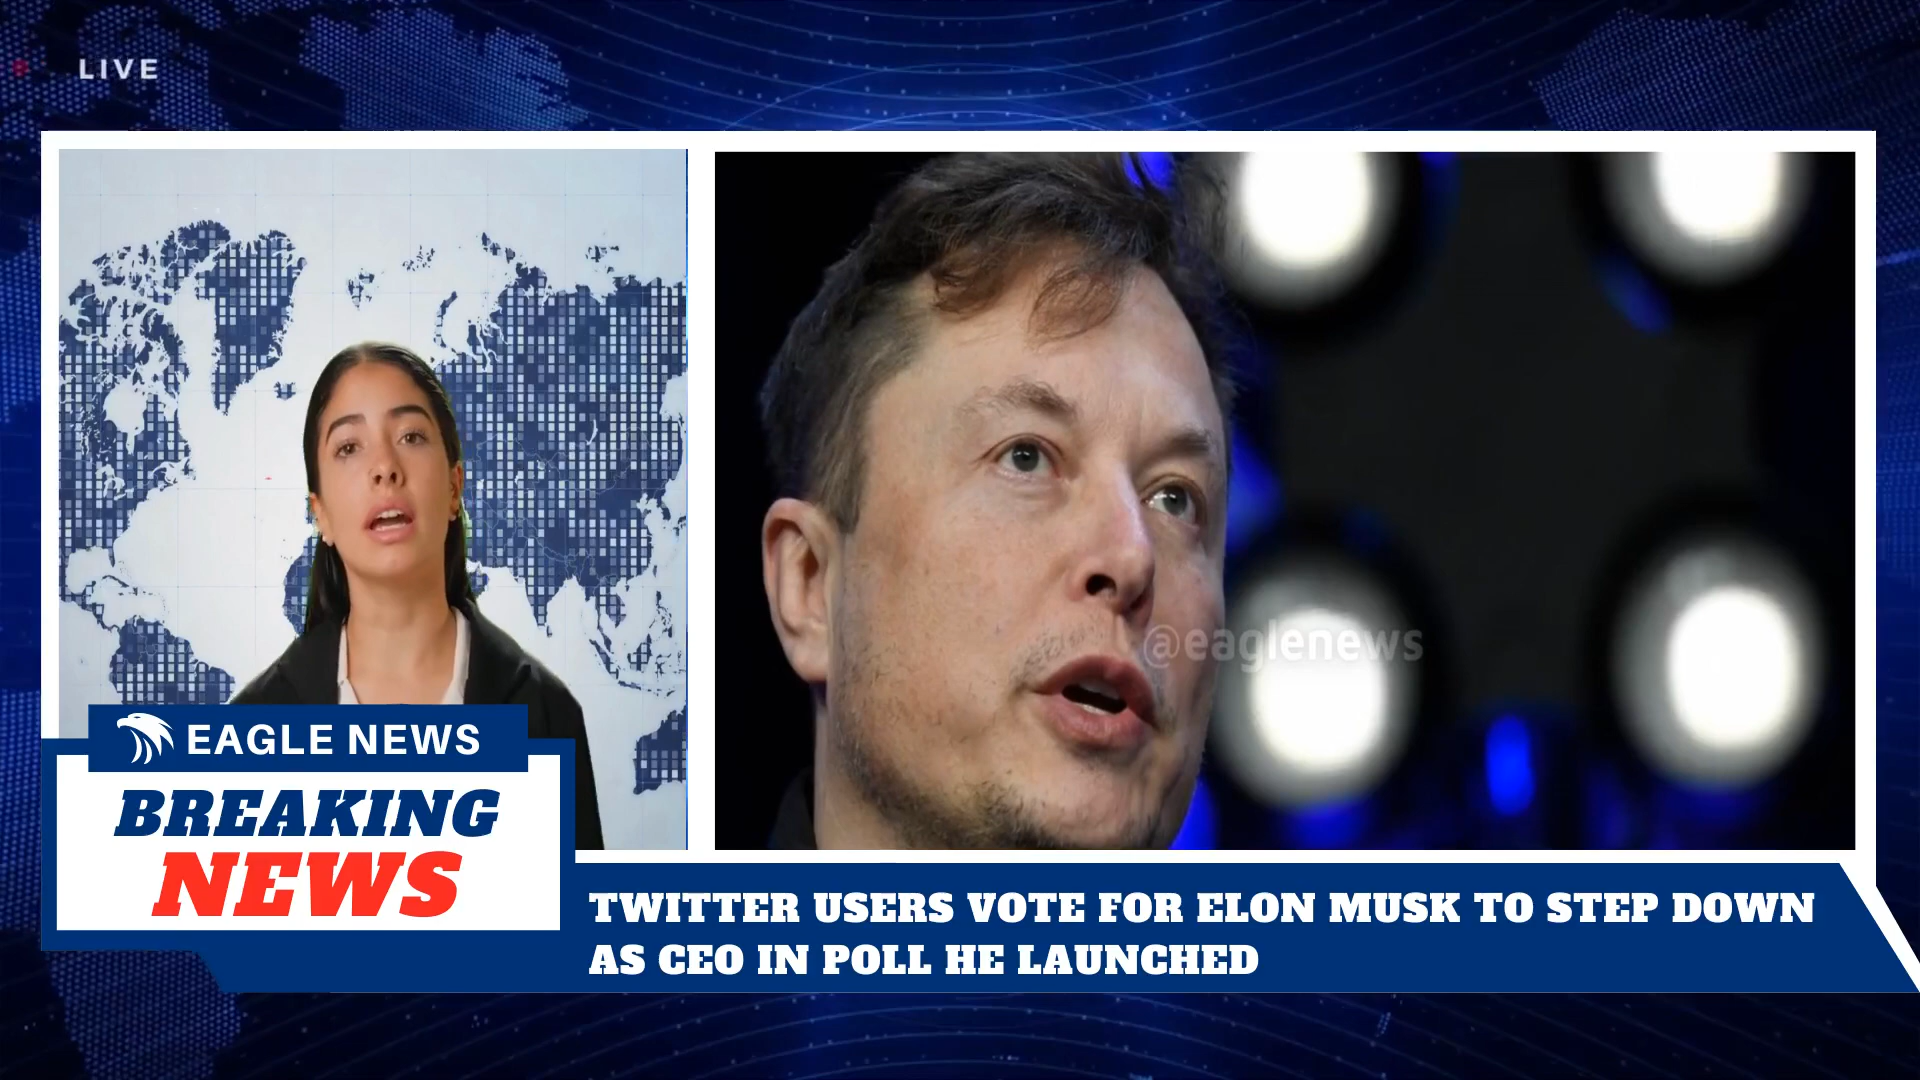 LIVE
@eaglenews
EAGLE NEWS
BREAKING
NEWS
TWITTER USERS VOTE FOR ELON MUSK TO STEP DOWN
AS CEO IN POLL HE LAUNCHED